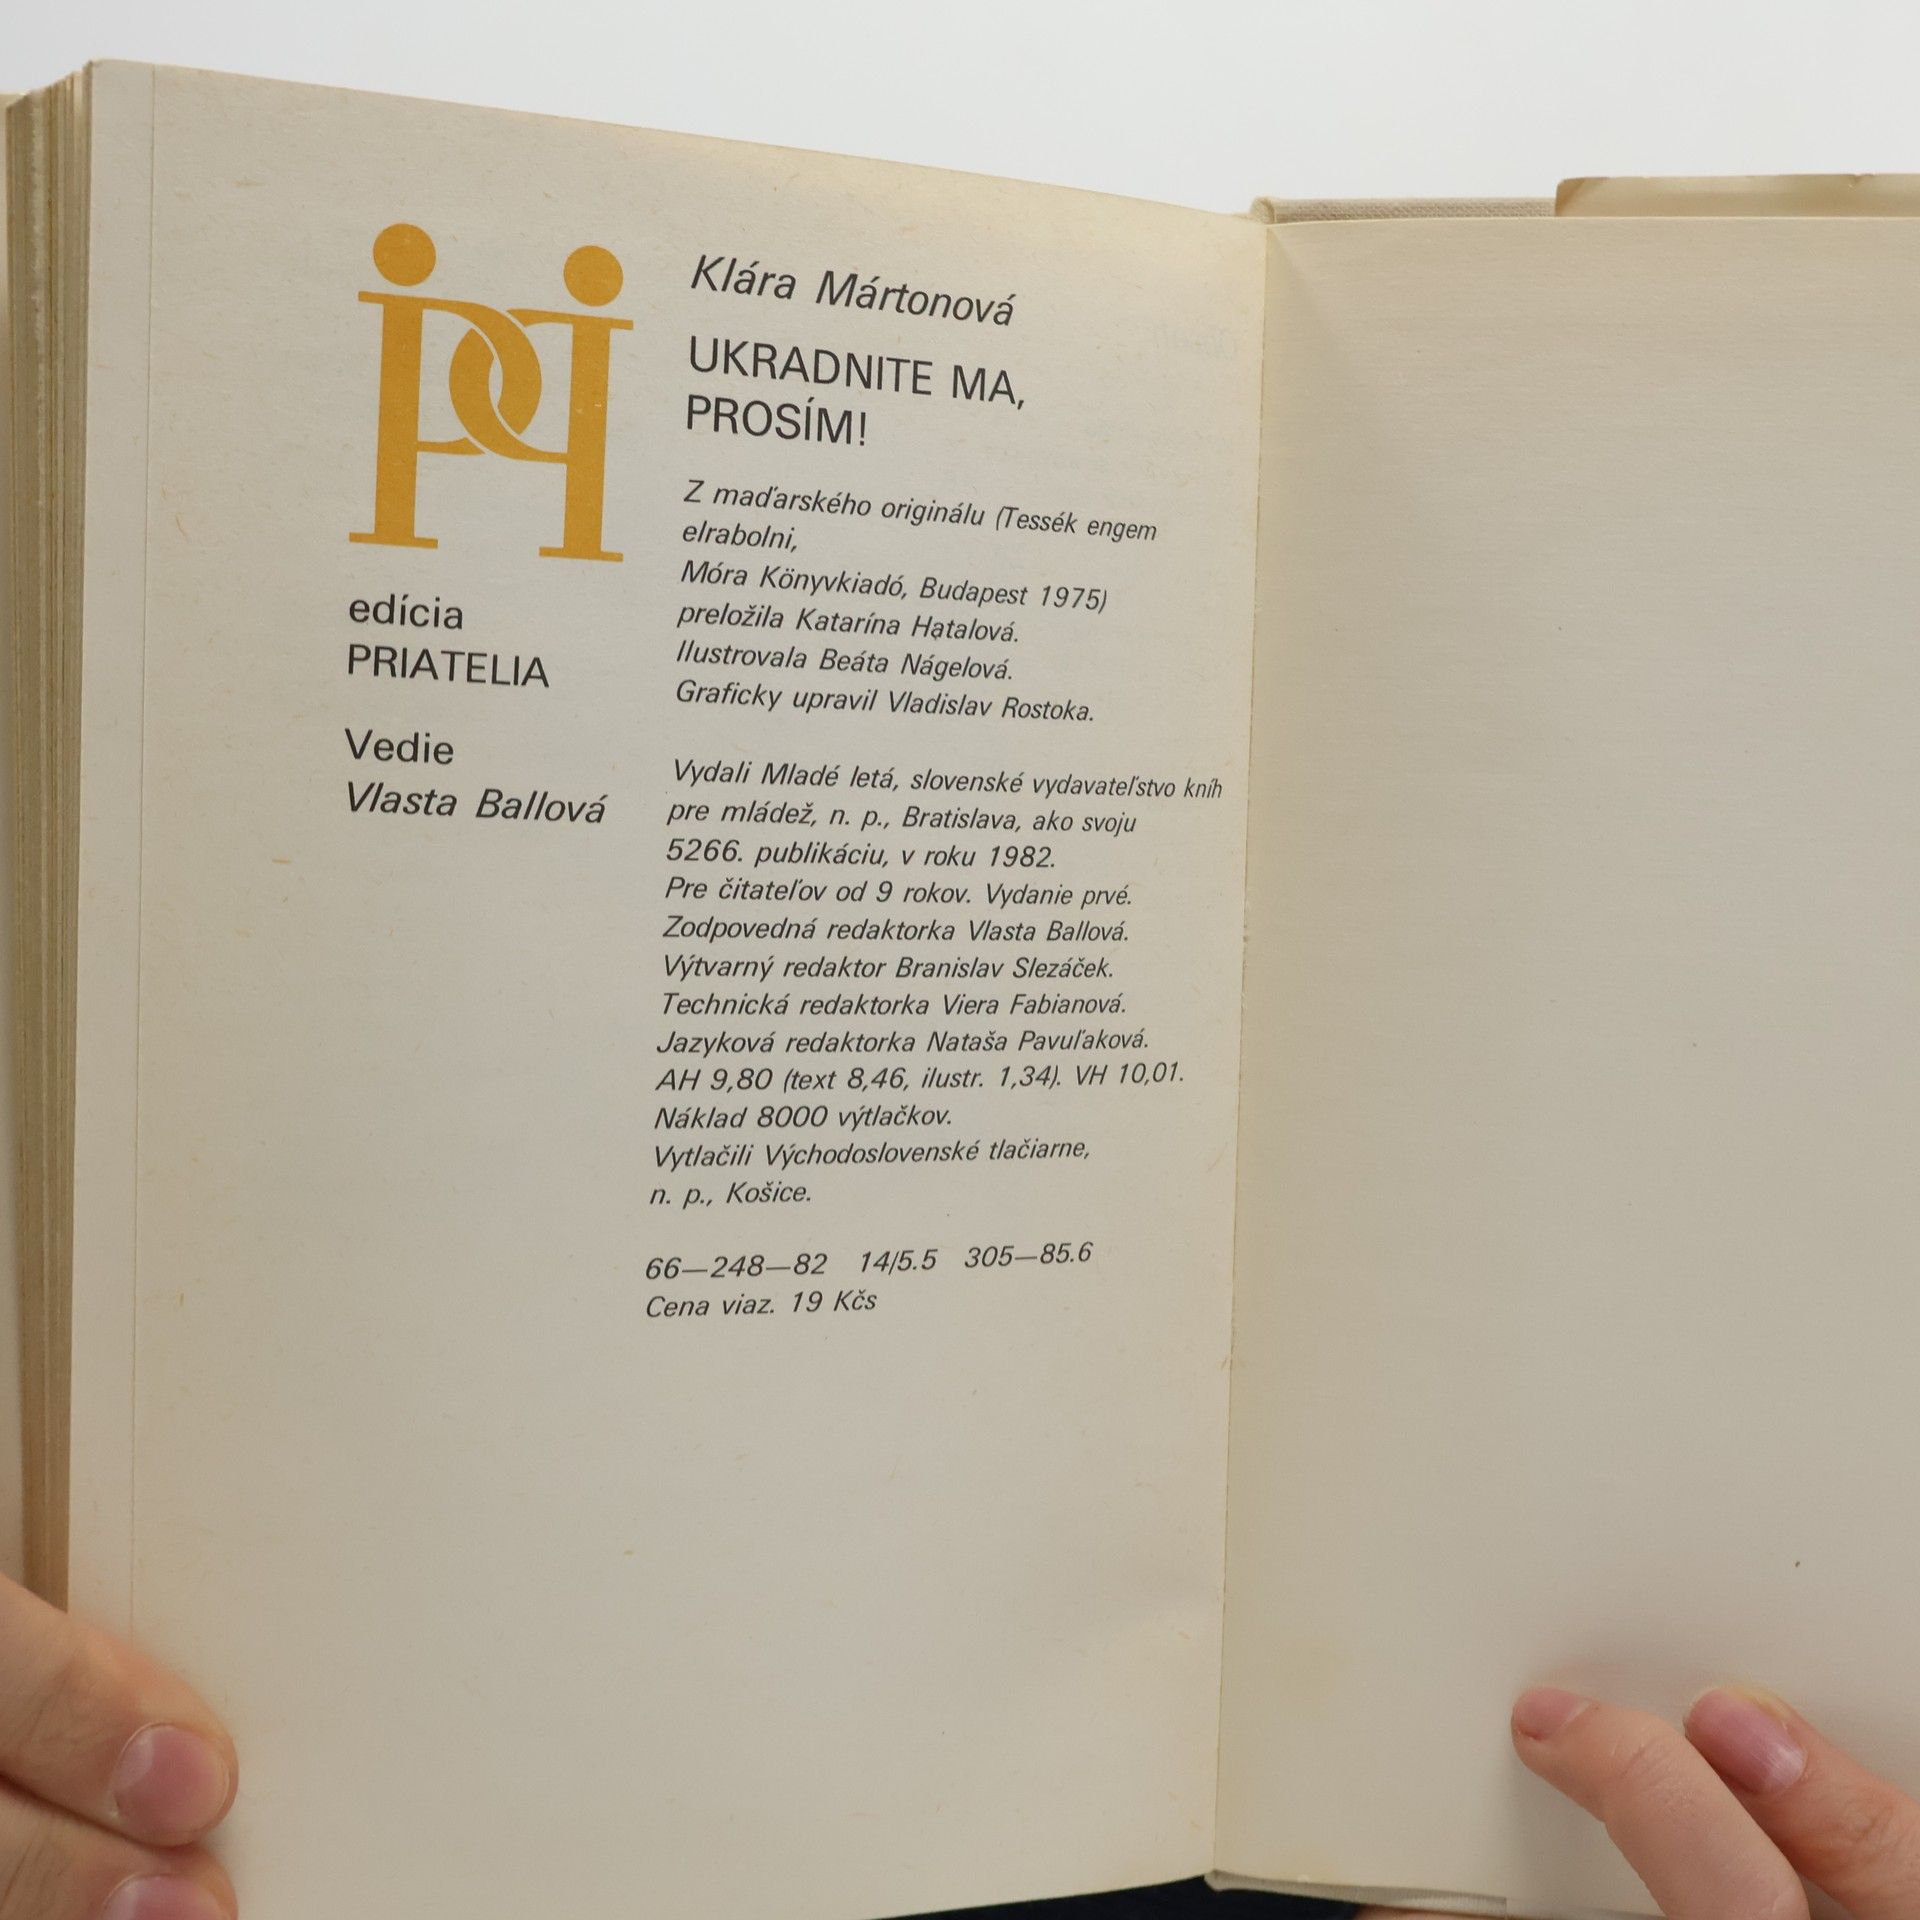 Klára Mártonová
UKRADNITE MA,
PROSÍM!
Z maďarského originálu (Tessék engem
elrabolni,
Móra Könyvkiadó, Budapest 1975)
preložila Katarína Hatalová.
Ilustrovala Beáta Nágelová.
Graficky upravil Vladislav Rostoka.
edícia
PRIATELIA
Vedie
Vlasta Ballová
Vydali Mladé letá, slovenské vydavateľstvo kníh
pre mládež, n. p., Bratislava, ako svoju
5266. publikáciu, v roku 1982.
Pre čitateľov od 9 rokov. Vydanie prvé.
Zodpovedná redaktorka Vlasta Ballová.
Výtvarný redaktor Branislav Slezáček.
Technická redaktorka Viera Fabianová.
Jazyková redaktorka Nataša Pavuľaková.
AH 9,80 (text 8,46, ilustr. 1,34). VH 10,01.
Náklad 8000 výtlačkov.
Vytlačili Východoslovenské tlačiarne,
n. p., Košice.
66—248—82 14/5.5 305—85.6
Cena viaz. 19 Kčs